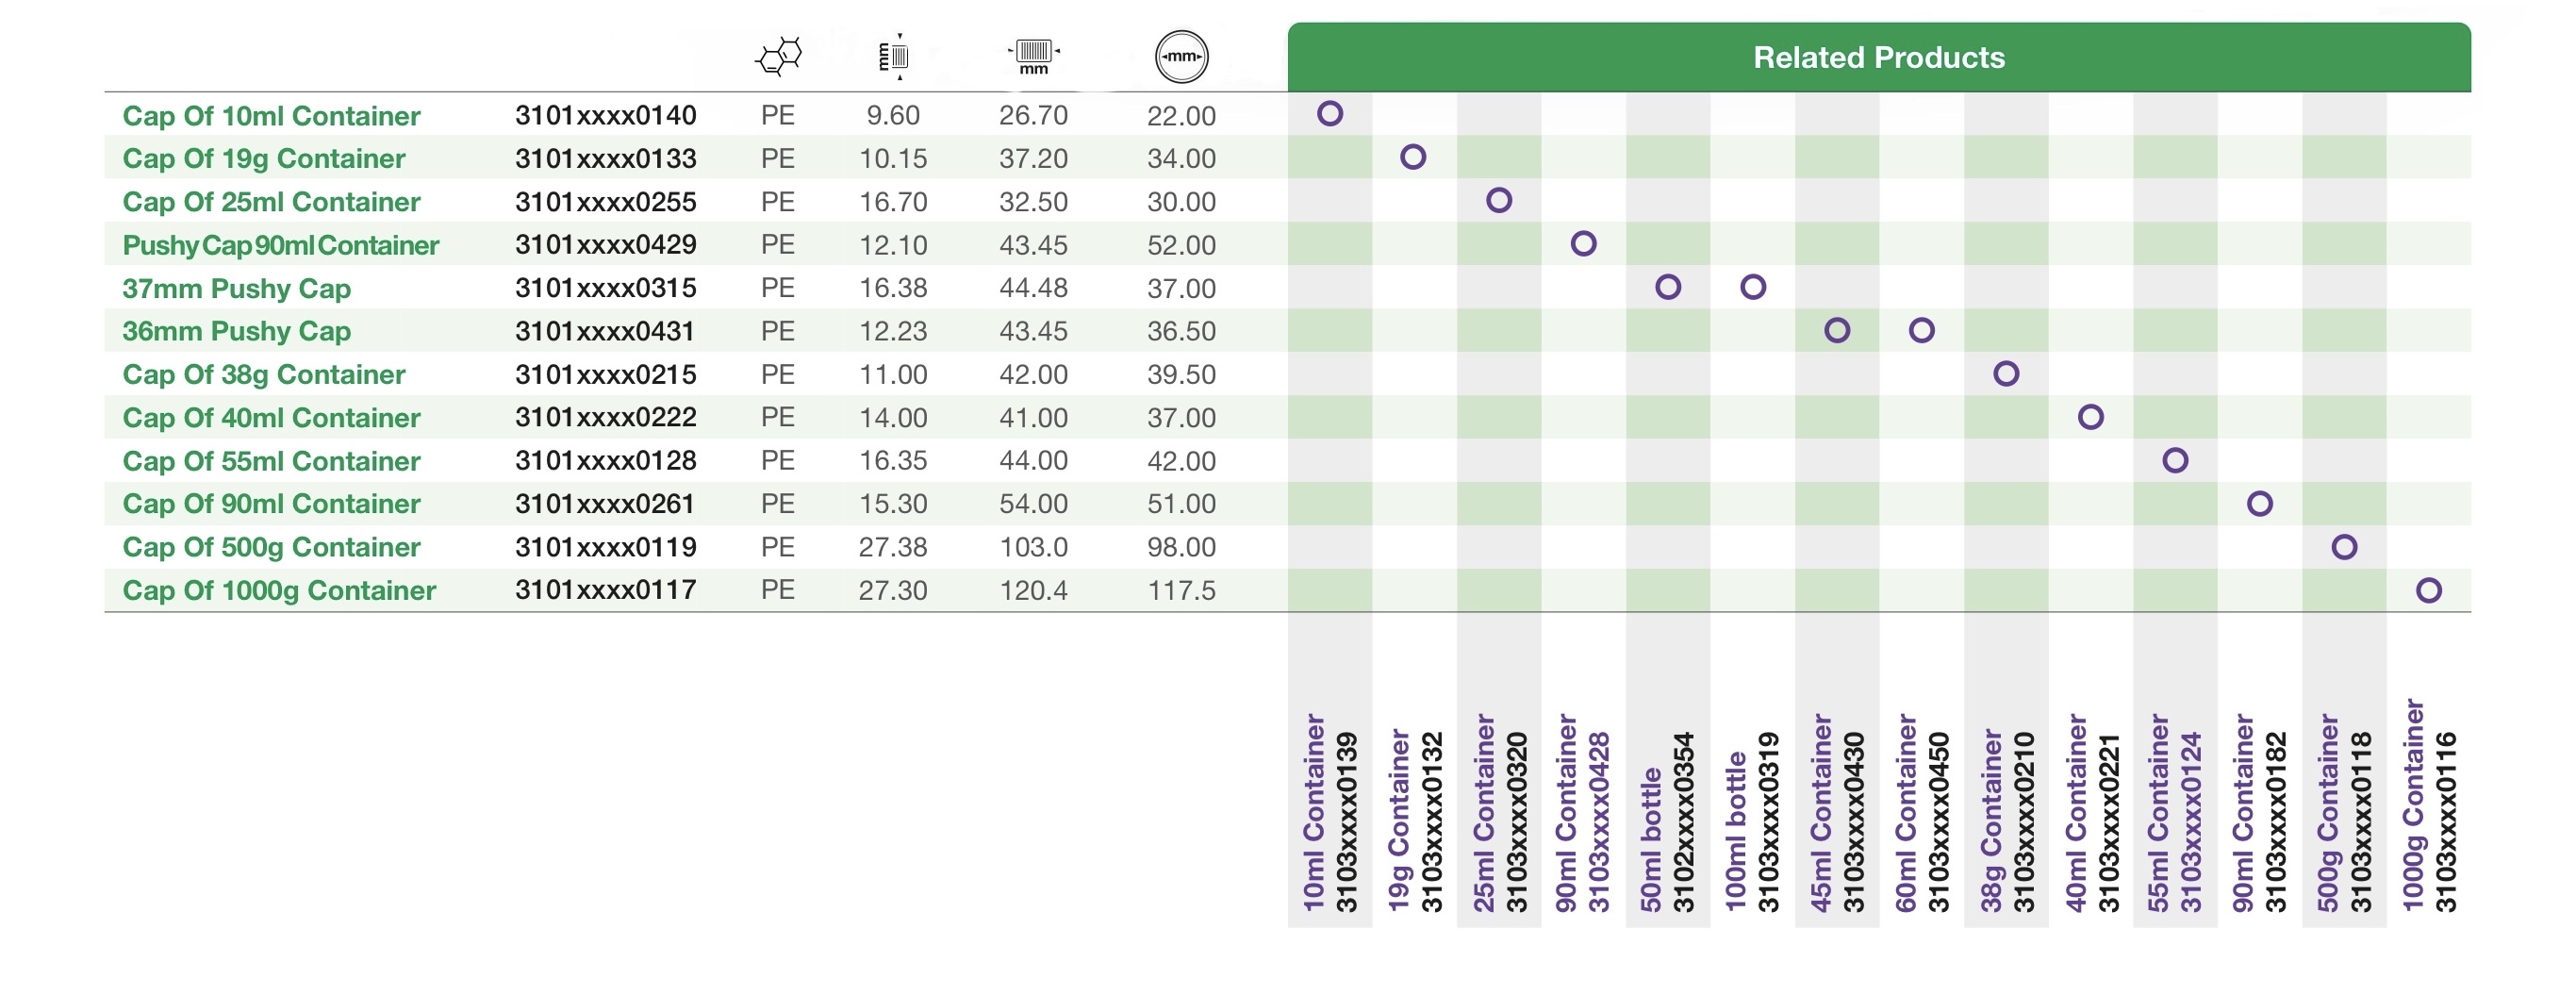 mm
mm
mm
Related Products
Cap Of 10ml Container 3101xxxx0140 PE 9.60 26.70 22.00
Cap Of 19g Container 3101xxxx0133 PE 10.15 37.20 34.00
Cap Of 25ml Container 3101xxxx0255 PE 16.70 32.50 30.00
Pushy Cap 90ml Container 3101xxxx0429 PE 12.10 43.45 52.00
37mm Pushy Cap 3101xxxx0315 PE 16.38 44.48 37.00
36mm Pushy Cap 3101xxxx0431 PE 12.23 43.45 36.50
Cap Of 38g Container 3101xxxx0215 PE 11.00 42.00 39.50
Cap Of 40ml Container 3101xxxx0222 PE 14.00 41.00 37.00
Cap Of 55ml Container 3101xxxx0128 PE 16.35 44.00 42.00
Cap Of 90ml Container 3101xxxx0261 PE 15.30 54.00 51.00
Cap Of 500g Container 3101xxxx0119 PE 27.38 103.0 98.00
Cap Of 1000g Container 3101xxxx0117 PE 27.30 120.4 117.5
10ml Container
3103xxxx0139
19g Container
3103xxxx0132
25ml Container
3103xxxx0320
90ml Container
3103xxxx0428
50ml bottle
3102xxxx0354
100ml bottle
3103xxxx0319
45ml Container
3103xxxx0430
60ml Container
3103xxxx0450
38g Container
3103xxxx0210
40ml Container
3103xxxx0221
55ml Container
3103xxxx0124
90ml Container
3103xxxx0182
500g Container
3103xxxx0118
1000g Container
3103xxxx0116